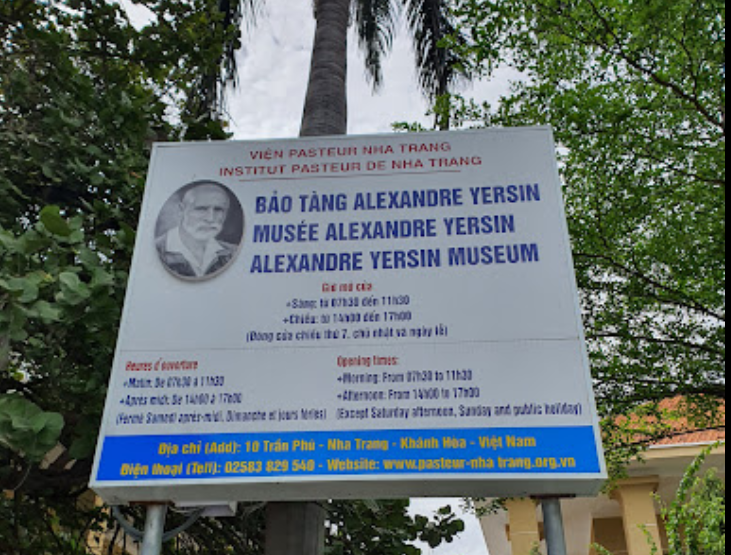 VIỆN PASTEUR NHA TRANG
INSTITUT PASTEUR DE NHA TRANG
BẢO TÀNG ALEXANDRE YERSIN
MUSÉE ALEXANDRE YERSIN
ALEXANDRE YERSIN MUSEUM
Giờ mở cửa
+Sáng: từ 07h30 đến 11h30
+Chiều: từ 14h00 đến 17h00
(Đóng cửa chiều thứ 7, chủ nhật và ngày lễ)
Heures d'ouverture
+Matin: De 07h30 à 11h30
+Après midi: De 14h00 à 17h00
(Fermé Samedi après-midi, Dimanche et jours fériés)
Opening times:
+Morning: From 07h30 to 11h30
+Afternoon: From 14h00 to 17h00
(Except Saturday afternoon, Sunday and public holiday)
Địa chỉ (Add): 10 Trần Phú - Nha Trang - Khánh Hòa - Việt Nam
Điện thoại (Tell): 02583 829 540 - Website: www.pasteur-nha trang.org.vn